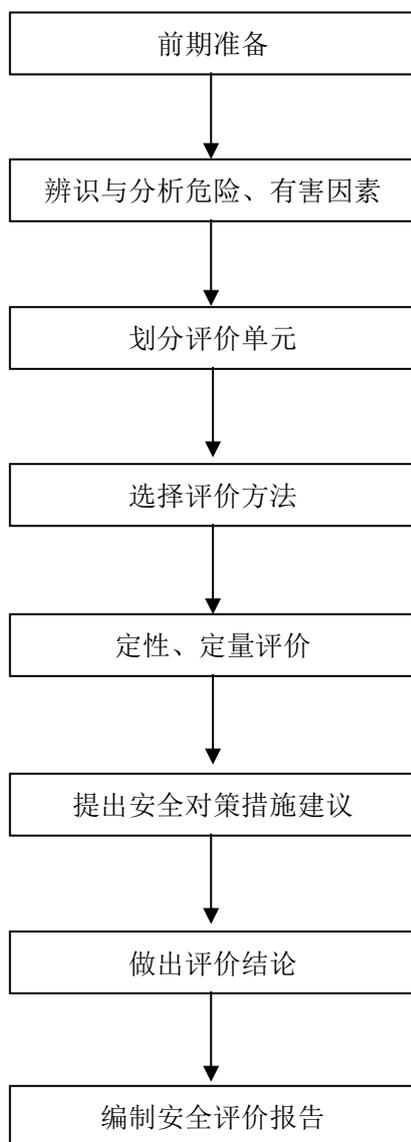 前期准备
辨识与分析危险、有害因素
划分评价单元
选择评价方法
定性、定量评价
提出安全对策措施建议
做出评价结论
编制安全评价报告